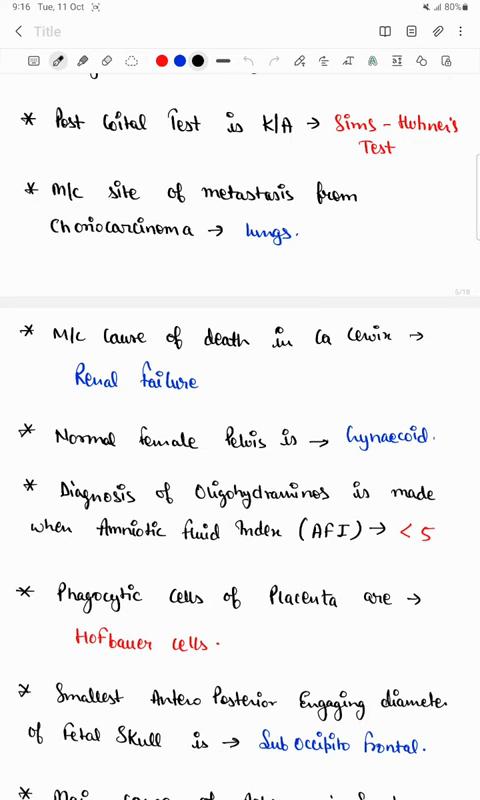 9:16 Tue, 11 Oct
80%
Title
* Post Coital Test is K/A → Sims - Huhner's
Test
* M/c site of metastasis from
Choriocarcinoma → lungs.
5/18
* M/c cause of death in Ca Cervix →
Renal failure
* Normal female Pelvis is → Gynaecoid.
* Diagnosis of Oligohydraminos is made
when Amniotic fluid Index (AFI) → < 5
* Phagocytic cells of Placenta are →
Hofbauer cells.
* Smallest Antero Posterior Engaging diameter
of Fetal Skull is → Sub Occipito frontal.